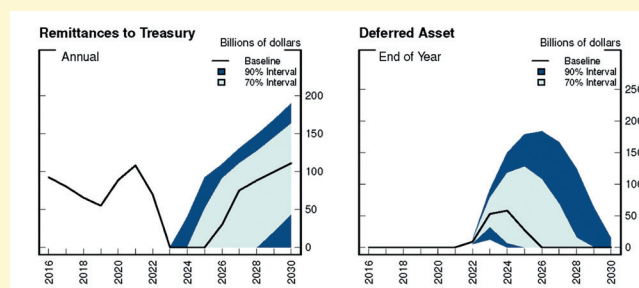 Remittances to Treasury
Billions of dollars
Annual
Baseline
90% Interval
70% Interval
200
150
100
50
0
2016
2018
2020
2022
2024
2026
2028
2030
Deferred Asset
Billions of dollars
End of Year
Baseline
90% Interval
70% Interval
250
200
150
100
50
0
2016
2018
2020
2022
2024
2026
2028
2030